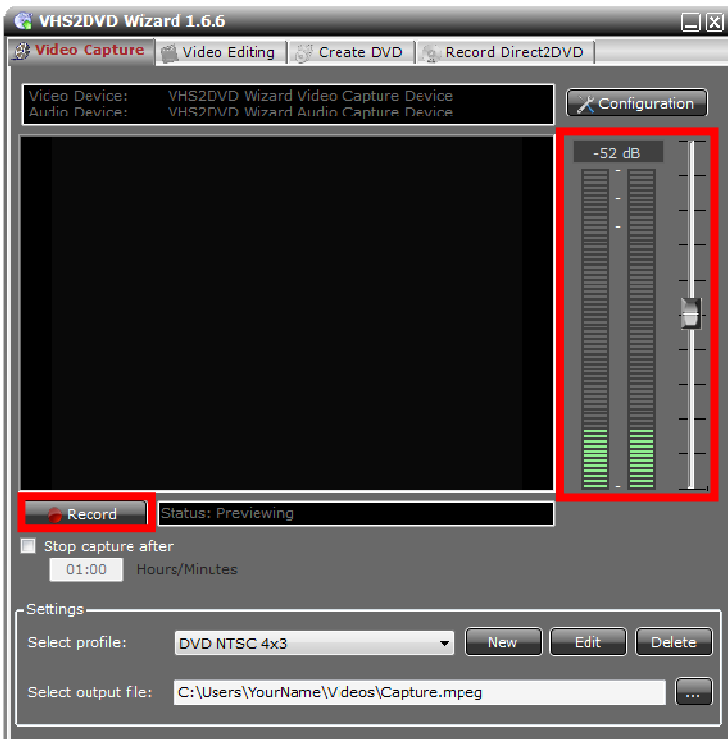 VHS2DVD Wizard 1.6.6
Video Capture Video Editing Create DVD Record Direct2DVD
Video Device: VHS2DVD Wizard Video Capture Device
Audio Device: VHS2DVD Wizard Audio Capture Device
Configuration
-52 dB
Record
Status: Previewing
Stop capture after
01:00 Hours/Minutes
Settings
Select profile: DVD NTSC 4x3 New Edit Delete
Select output file: C:\Users\YourName\Videos\Capture.mpeg ...